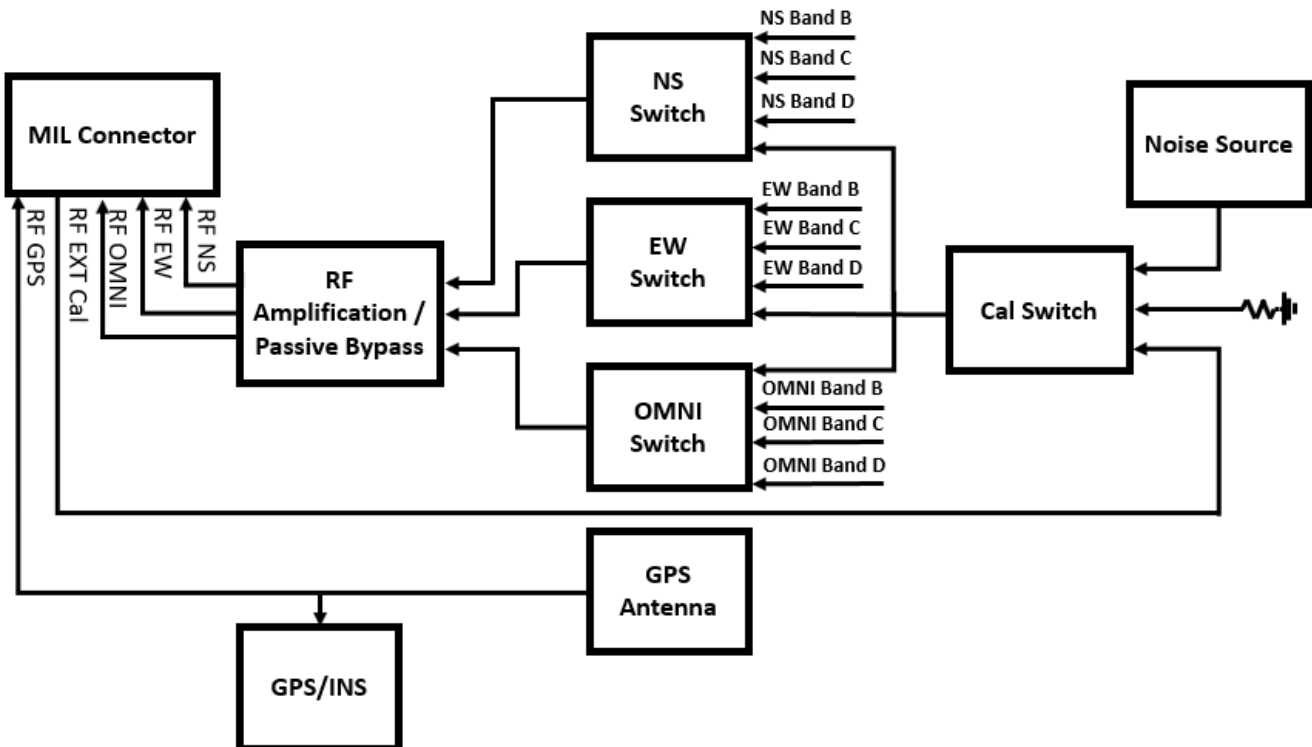 NS Band B
NS Band C
NS Band D
NS
Switch
MIL Connector
Noise Source
RF GPS
RF EXT Cal
RF OMNI
RF EW
RF NS
EW Band B
EW Band C
EW Band D
EW
Switch
RF
Amplification /
Passive Bypass
Cal Switch
OMNI Band B
OMNI Band C
OMNI Band D
OMNI
Switch
GPS
Antenna
GPS/INS